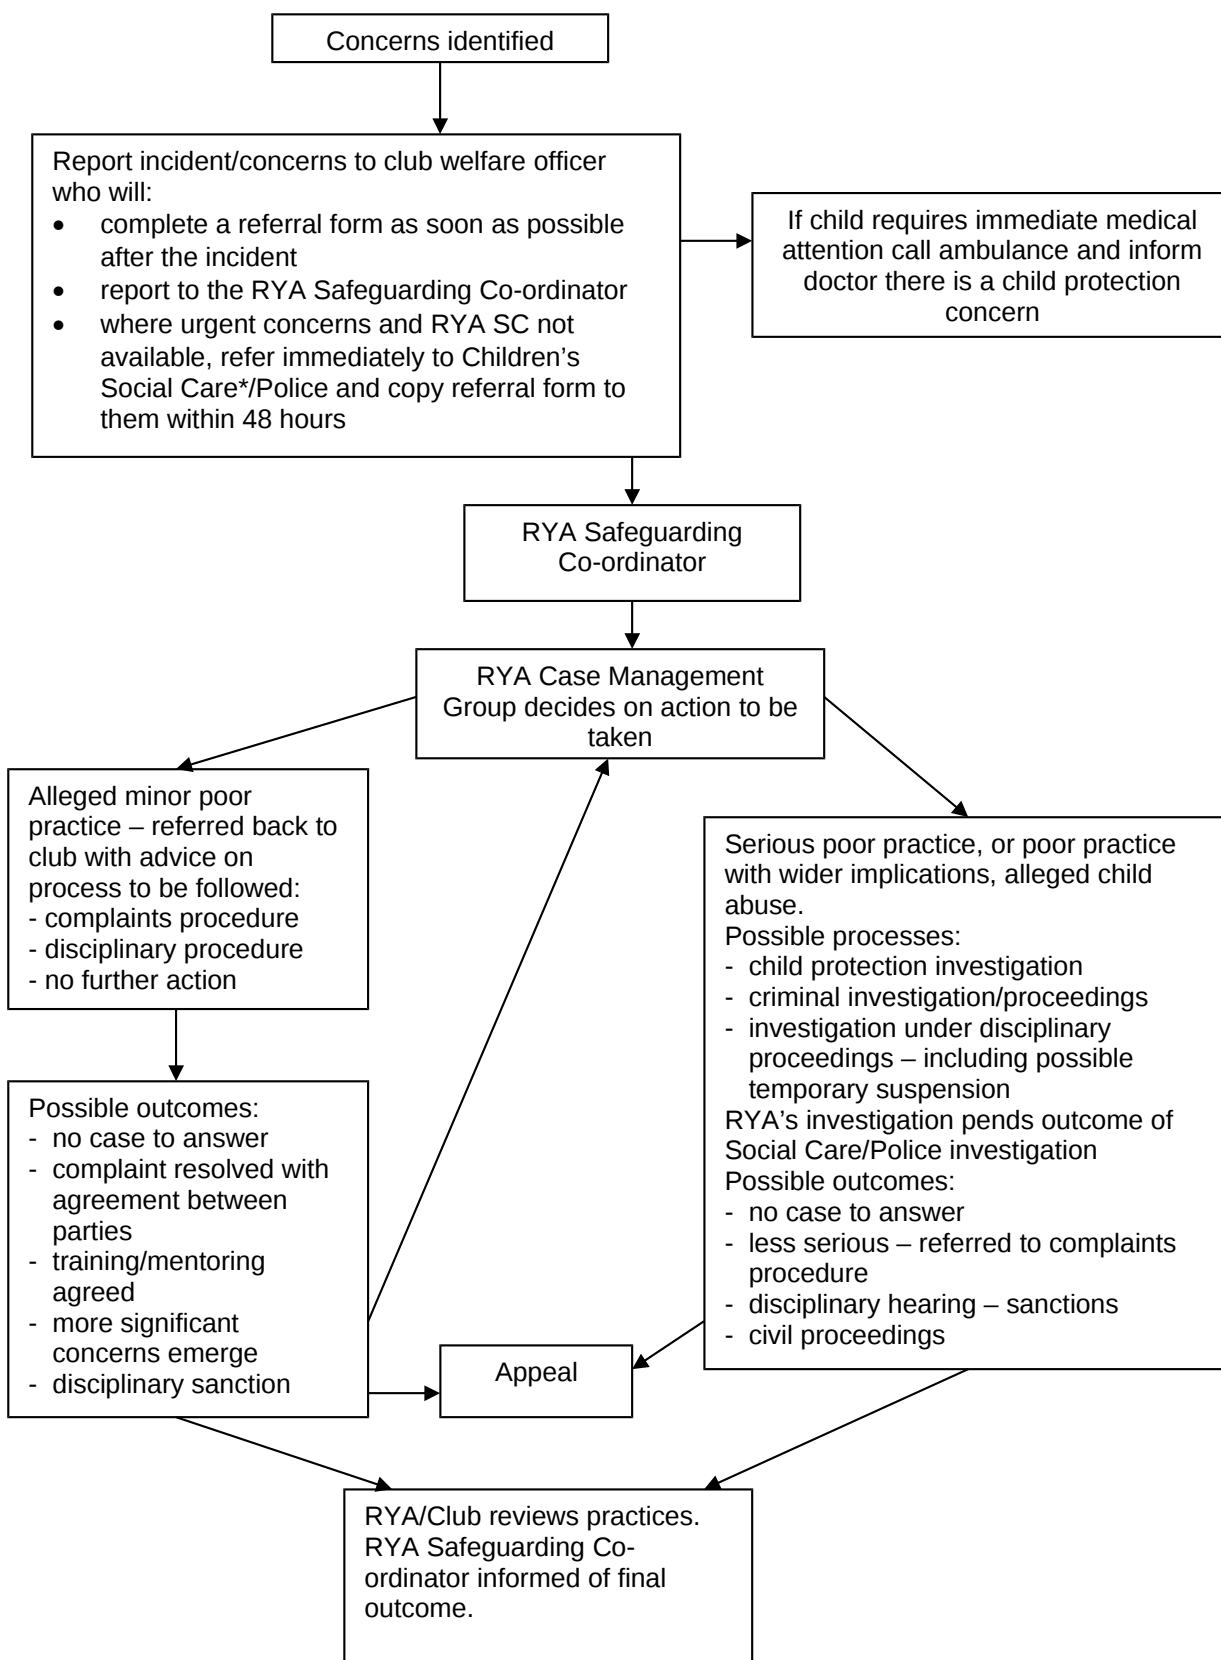 Concerns identified
Report incident/concerns to club welfare officer
who will:
• complete a referral form as soon as possible
after the incident
• report to the RYA Safeguarding Co-ordinator
• where urgent concerns and RYA SC not
available, refer immediately to Children’s
Social Care*/Police and copy referral form to
them within 48 hours
If child requires immediate medical
attention call ambulance and inform
doctor there is a child protection
concern
RYA Safeguarding
Co-ordinator
RYA Case Management
Group decides on action to be
taken
Alleged minor poor
practice – referred back to
club with advice on
process to be followed:
- complaints procedure
- disciplinary procedure
- no further action
Serious poor practice, or poor practice
with wider implications, alleged child
abuse.
Possible processes:
- child protection investigation
- criminal investigation/proceedings
- investigation under disciplinary
proceedings – including possible
temporary suspension
RYA’s investigation pends outcome of
Social Care/Police investigation
Possible outcomes:
- no case to answer
- less serious – referred to complaints
procedure
- disciplinary hearing – sanctions
- civil proceedings
Possible outcomes:
- no case to answer
- complaint resolved with
agreement between
parties
- training/mentoring
agreed
- more significant
concerns emerge
- disciplinary sanction
Appeal
RYA/Club reviews practices.
RYA Safeguarding Co-
ordinator informed of final
outcome.